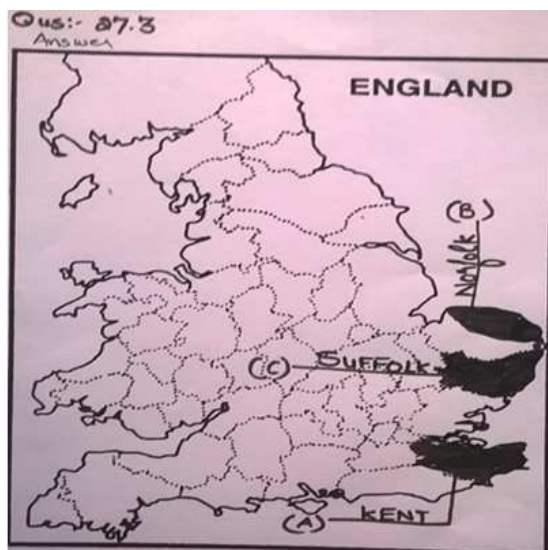 Qus:- 27.3
Answer
ENGLAND
(B)
Norfolk
(C) SUFFOLK
(A) KENT